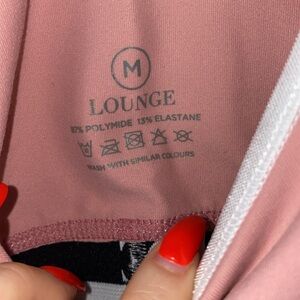 M
LOUNGE
87% POLYMIDE 13% ELASTANE
WASH WITH SIMILAR COLOURS